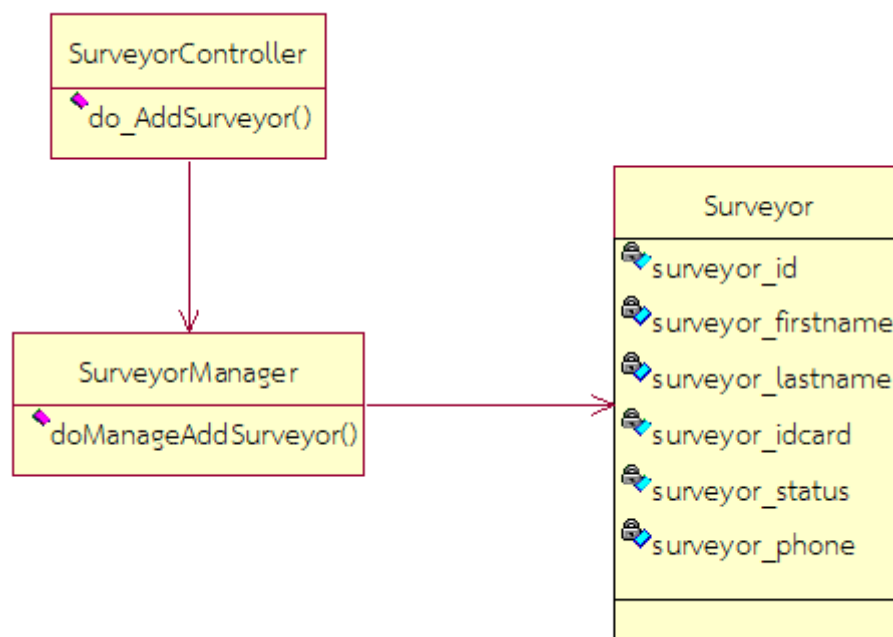 SurveyorController
do_AddSurveyor()
SurveyorManager
doManageAddSurveyor()
Surveyor
surveyor_id
surveyor_firstname
surveyor_lastname
surveyor_idcard
surveyor_status
surveyor_phone